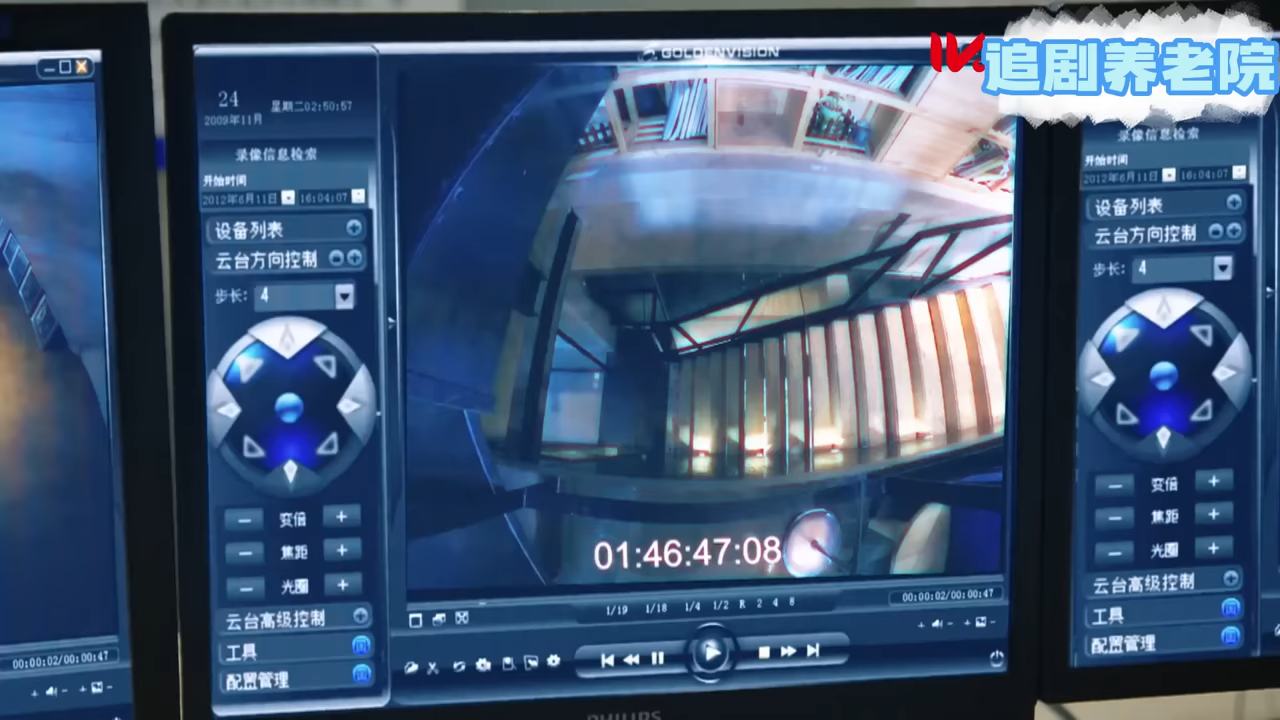 追剧养老院
GOLDENVISION
24
星期二02:50:57
2009年11月
录像信息检索
开始时间
2012年6月11日 16:04:07
设备列表
云台方向控制
步长: 4
变倍
焦距
光圈
云台高级控制
工具
配置管理
01:46:47:08
1/19 1/18 1/4 1/2 R 2 4 8
00:00:02/00:00:47
PHILIPS
00:00:02/00:00:47
录像信息检索
开始时间
2012年6月11日 16:04:07
设备列表
云台方向控制
步长: 4
变倍
焦距
光圈
云台高级控制
工具
配置管理